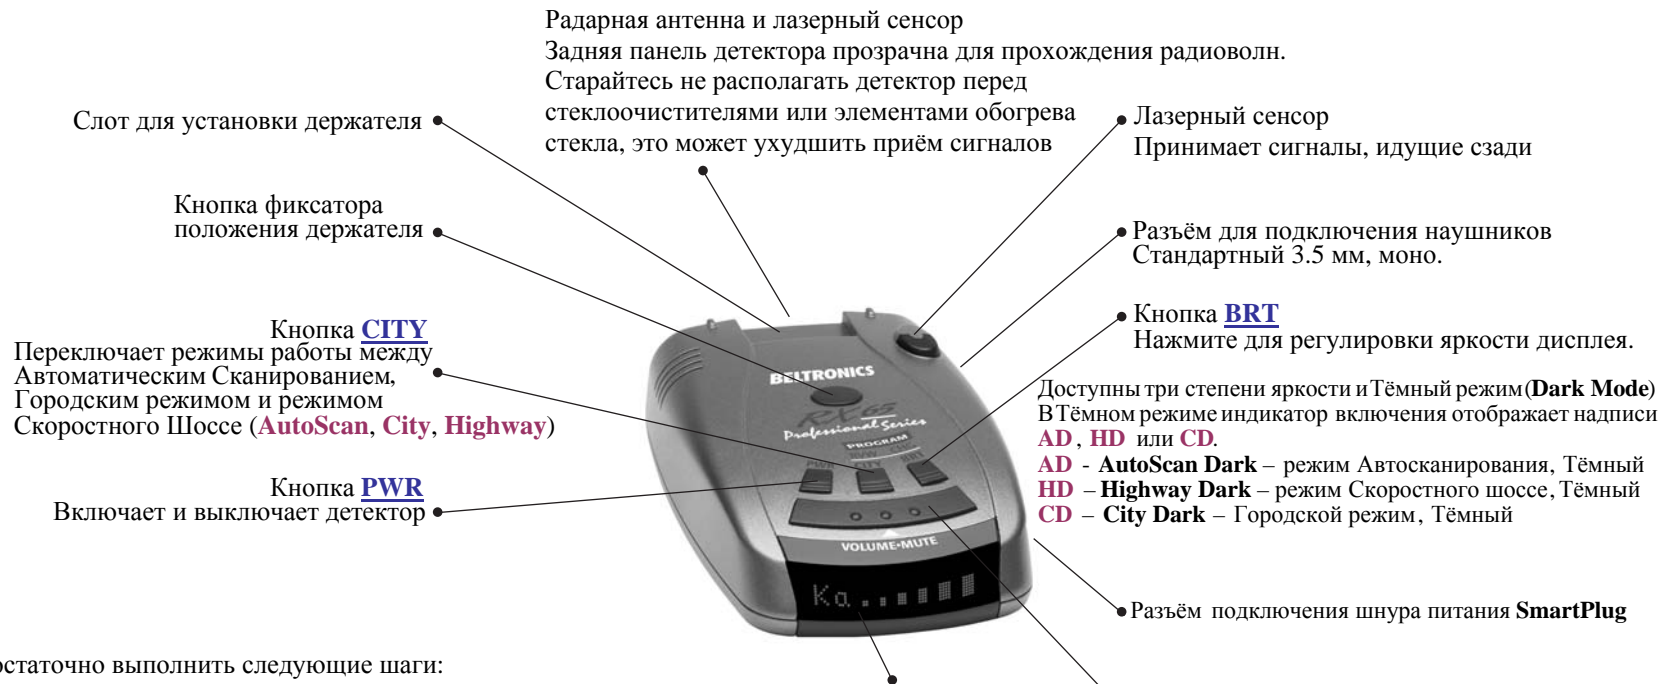 Радарная антенна и лазерный сенсор
Задняя панель детектора прозрачна для прохождения радиоволн.
Старайтесь не располагать детектор перед
стеклоочистителями или элементами обогрева
стекла, это может ухудшить приём сигналов
Слот для установки держателя
Лазерный сенсор
Принимает сигналы, идущие сзади
Кнопка фиксатора
положения держателя
Разъём для подключения наушников
Стандартный 3.5 мм, моно.
Кнопка CITY
Переключает режимы работы между
Автоматическим Сканированием,
Городским режимом и режимом
Скоростного Шоссе (AutoScan, City, Highway)
Кнопка BRT
Нажмите для регулировки яркости дисплея.
Доступны три степени яркости и Тёмный режим (Dark Mode)
В Тёмном режиме индикатор включения отображает надписи
AD, HD или CD.
AD - AutoScan Dark – режим Автосканирования, Тёмный
HD – Highway Dark – режим Скоростного шоссе, Тёмный
CD – City Dark – Городской режим, Тёмный
Кнопка PWR
Включает и выключает детектор
BELTRONICS
RX65
Professional Series
PROGRAM
PWR CITY BRT
VOLUME•MUTE
Ka
Разъём подключения шнура питания SmartPlug
остаточно выполнить следующие шаги: